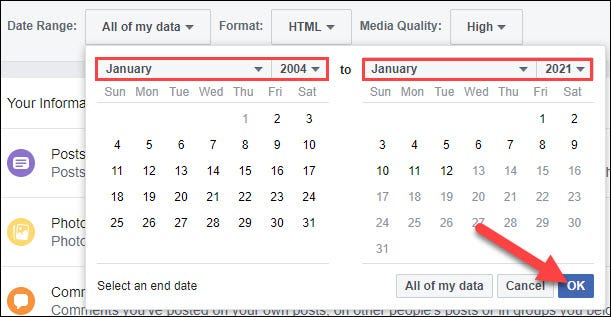 Date Range: All of my data Format: HTML Media Quality: High
January 2004 to January 2021
Sun Mon Tue Wed Thu Fri Sat Sun Mon Tue Wed Thu Fri Sat
1 2 3 1 2
Your Informa
4 5 6 7 8 9 10 3 4 5 6 7 8 9
Posts
11 12 13 14 15 16 17 10 11 12 13 14 15 16
Posts
18 19 20 21 22 23 24 17 18 19 20 21 22 23
Photo
25 26 27 28 29 30 31 24 25 26 27 28 29 30
Photo
31
Select an end date All of my data Cancel OK
Comm
Comments you've posted on your own posts, on other people's posts or in groups you belo